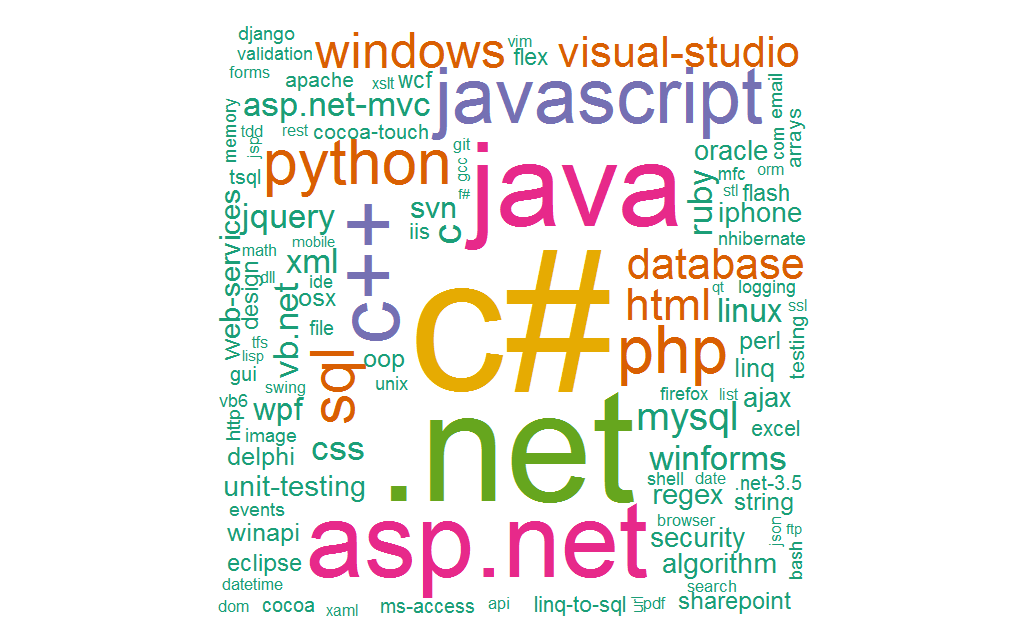 django
vim
windows
visual-studio
validation
flex
forms
apache
xslt
wcf
javascript
email
asp.net-mvc
memory
tdd
rest
cocoa-touch
com
arrays
jsp
python
git
java
oracle
gcc
mfc
orm
tsql
f#
stl
flash
ruby
web-services
jquery
svn
c
iphone
iis
c++
nhibernate
math
mobile
xml
c#
database
design
dll
ide
qt
logging
vb.net
osx
html
linux
ssl
file
php
perl
testing
tfs
lisp
sql
oop
linq
gui
swing
unix
firefox
list
ajax
vb6
wpf
.net
mysql
http
excel
image
css
delphi
winforms
unit-testing
shell
date
.net-3.5
regex
string
events
asp.net
browser
winapi
security
json
ftp
bash
eclipse
algorithm
datetime
search
dom
cocoa
xaml
ms-access
api
linq-to-sql
url
pdf
sharepoint